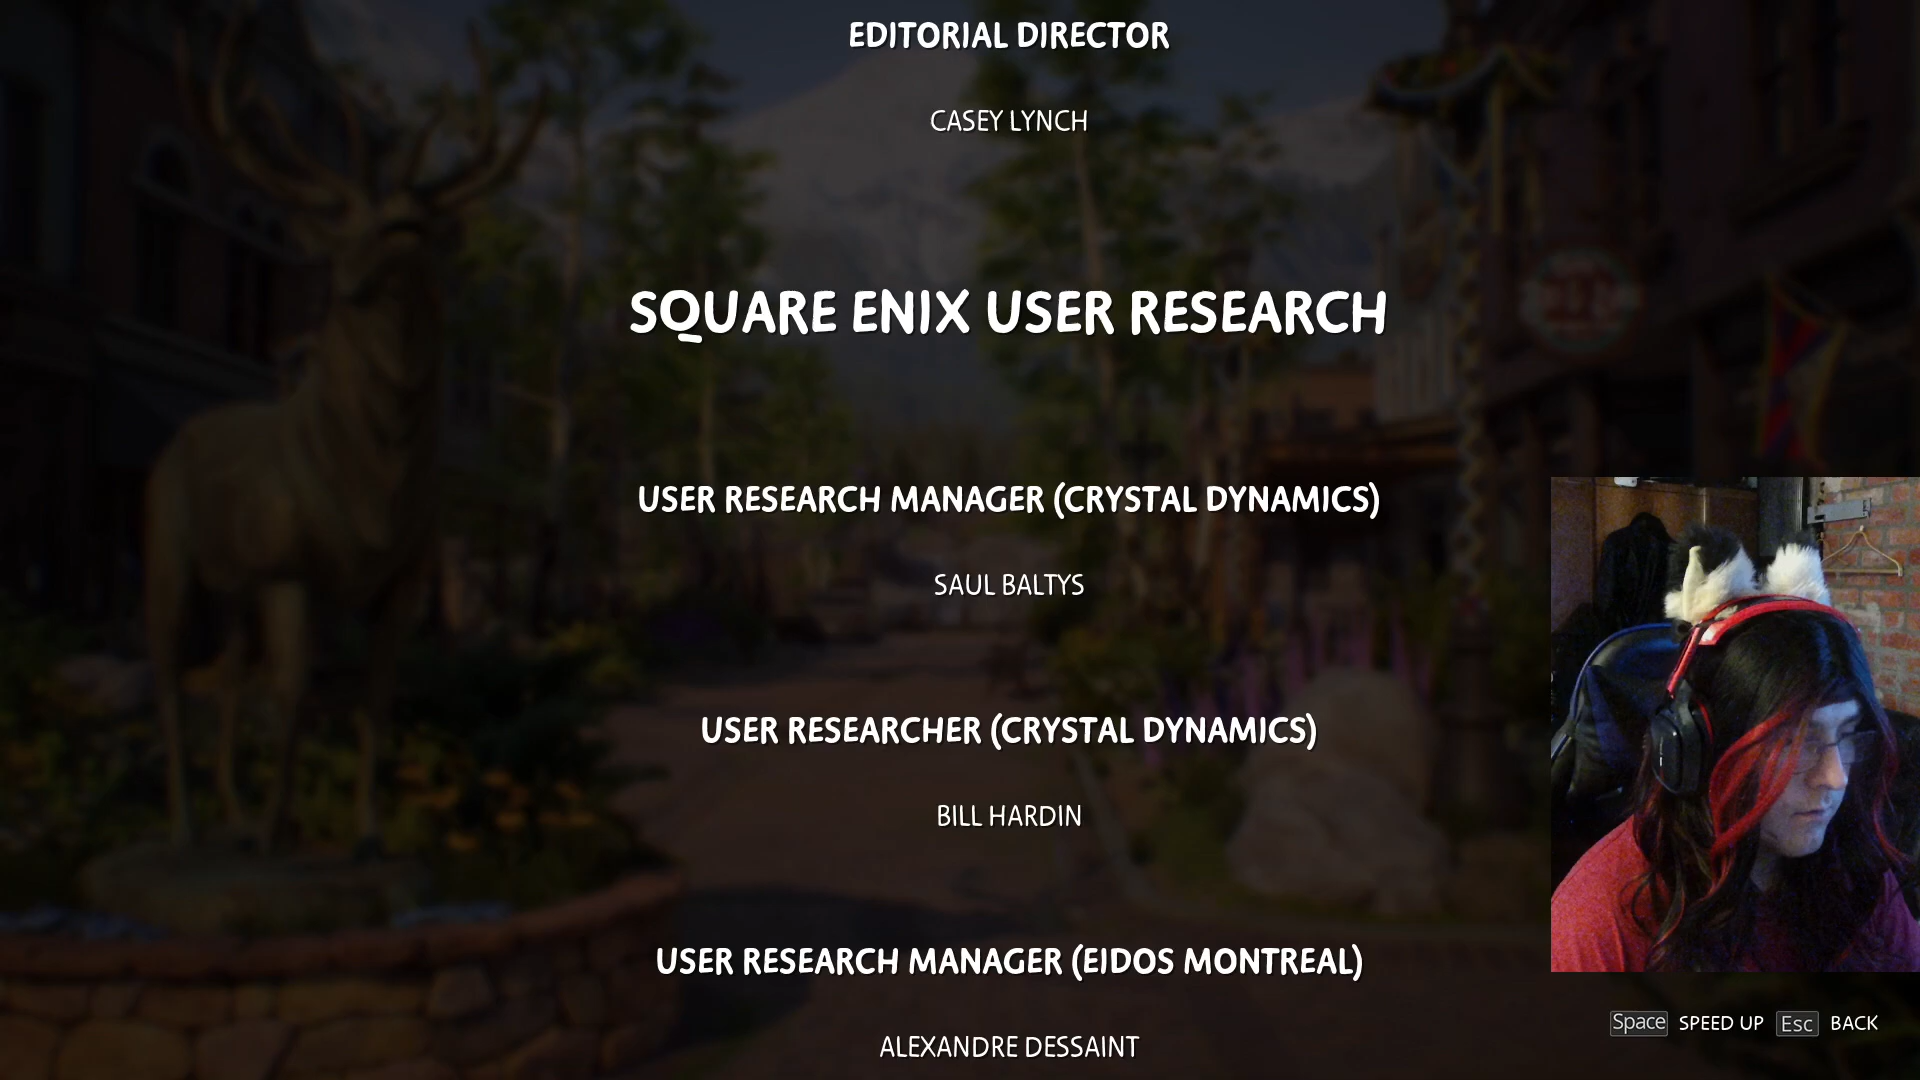 EDITORIAL DIRECTOR
CASEY LYNCH
SQUARE ENIX USER RESEARCH
USER RESEARCH MANAGER (CRYSTAL DYNAMICS)
SAUL BALTYS
USER RESEARCHER (CRYSTAL DYNAMICS)
BILL HARDIN
USER RESEARCH MANAGER (EIDOS MONTREAL)
ALEXANDRE DESSAINT
Space SPEED UP Esc BACK